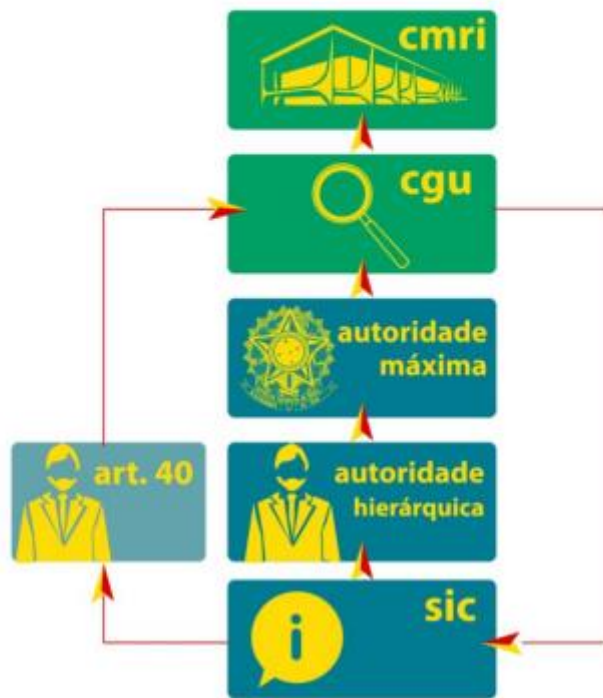 cmri
cgu
autoridade
máxima
art. 40
autoridade
hierárquica
sic
i